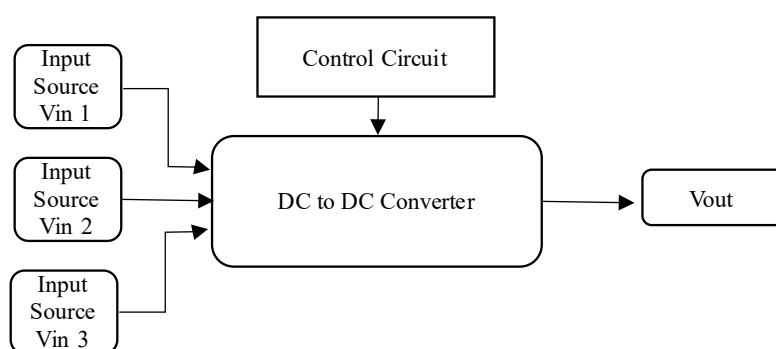 Input
Source
Vin 1
Control Circuit
Input
Source
Vin 2
DC to DC Converter
Vout
Input
Source
Vin 3